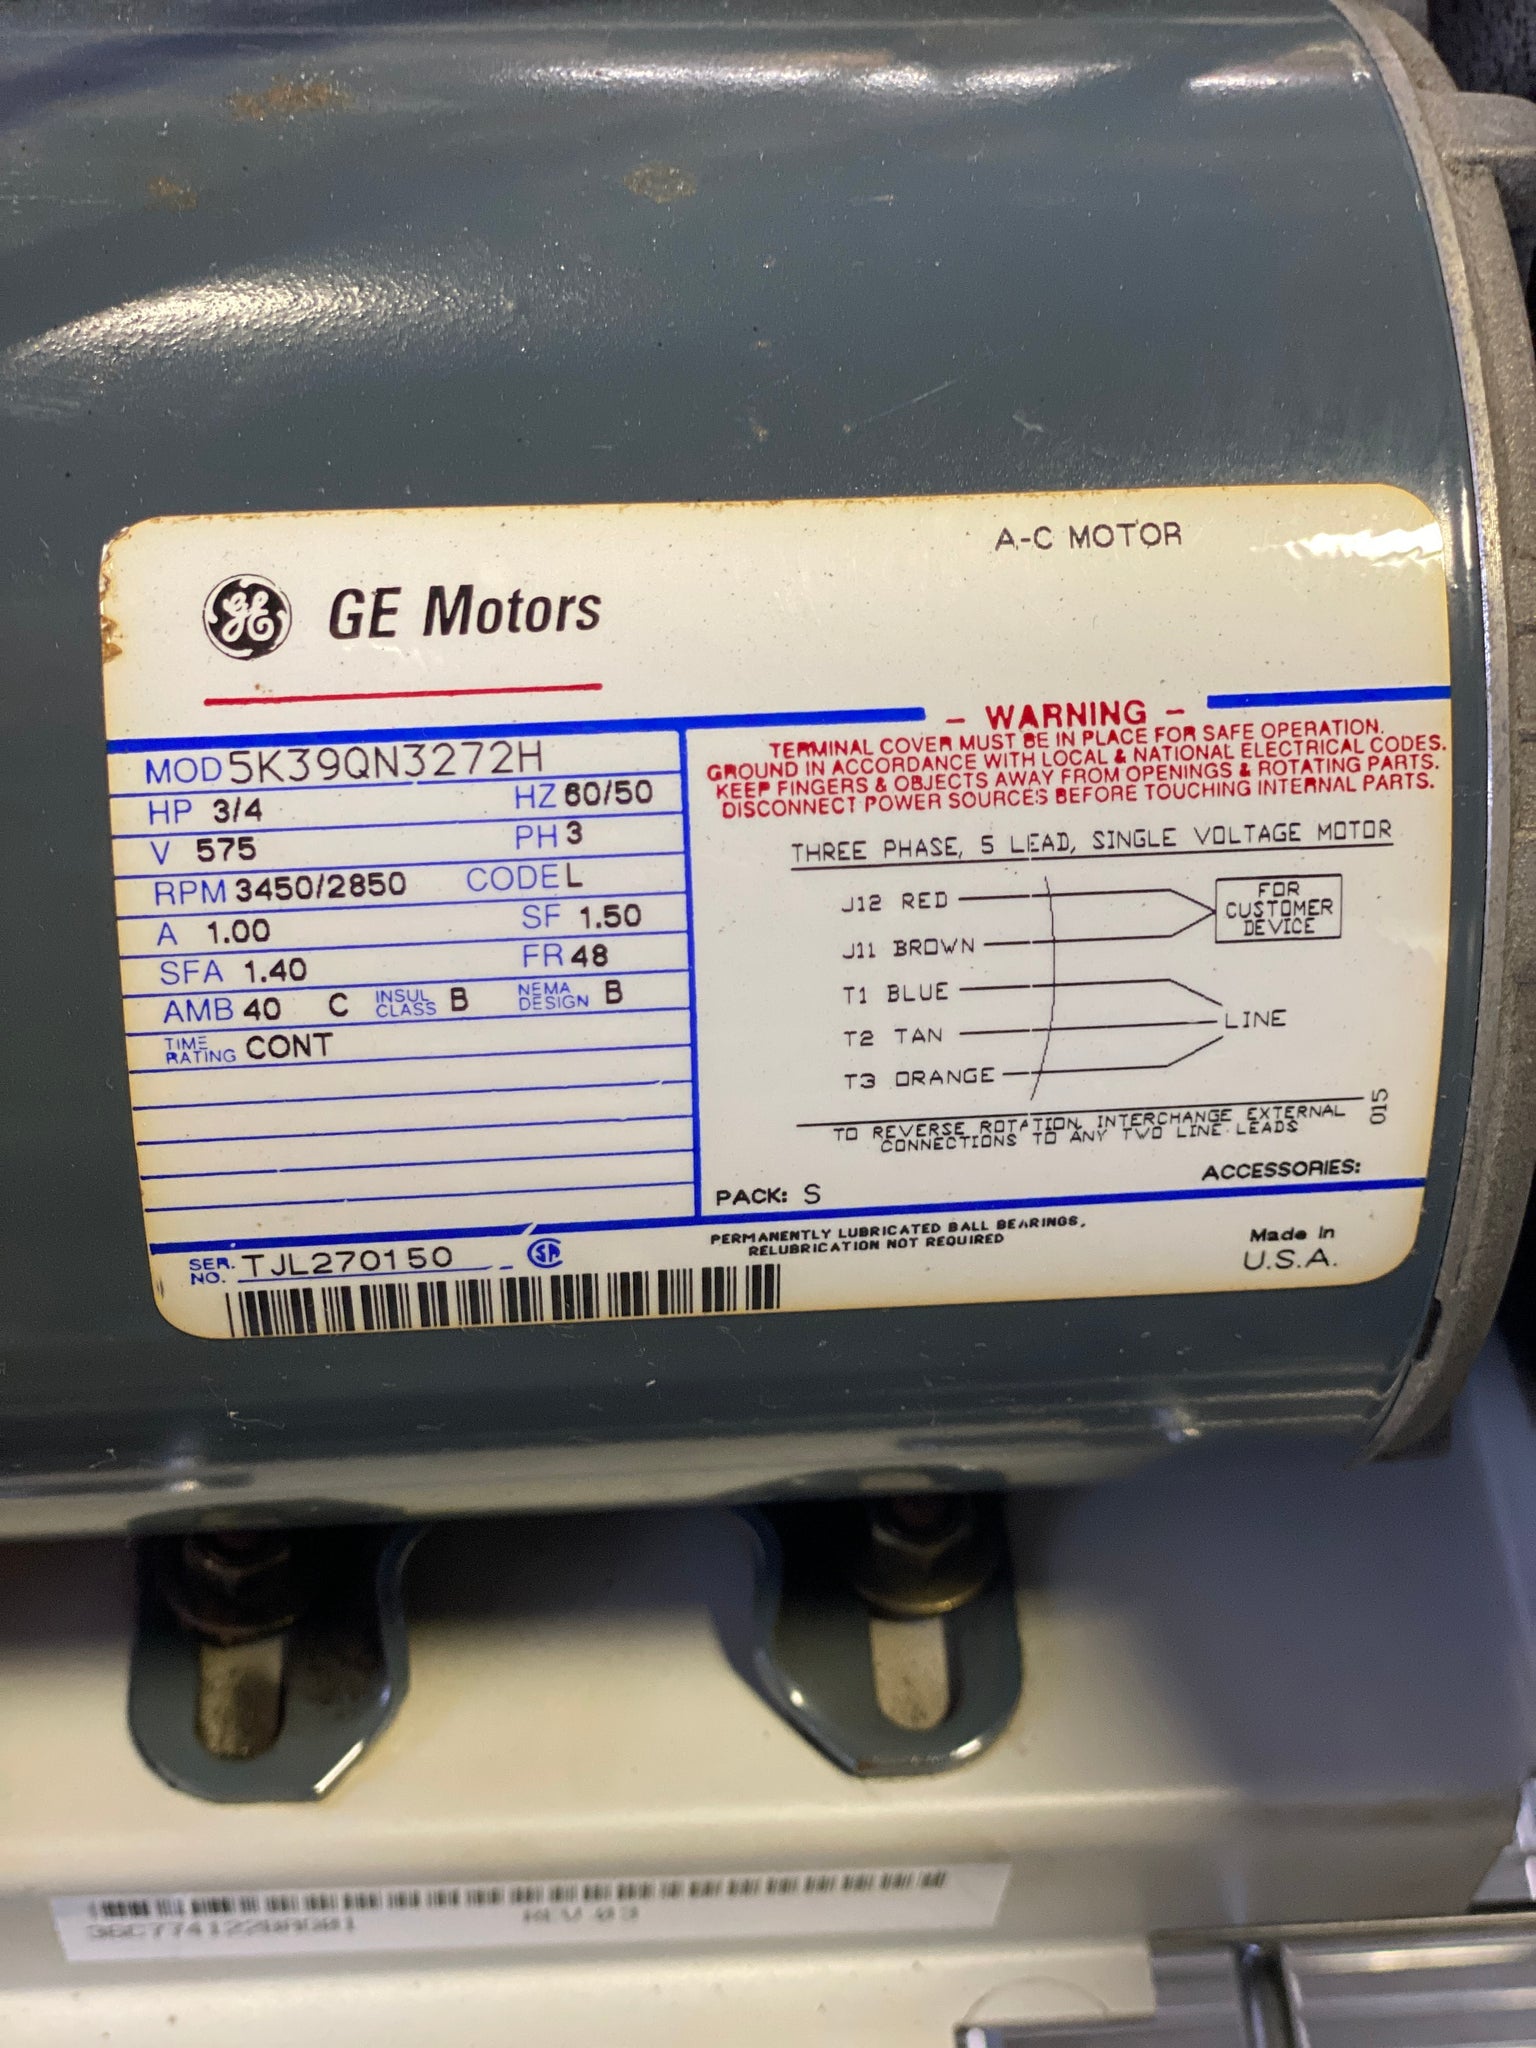 A-C MOTOR
GE Motors
MOD 5K39QN3272H
HP 3/4 HZ 60/50
V 575 PH 3
RPM 3450/2850 CODE L
A 1.00 SF 1.50
SFA 1.40 FR 48
AMB 40 C INSUL CLASS B NEMA DESIGN B
TIME RATING CONT
SER. NO. TJL270150
- WARNING -
TERMINAL COVER MUST BE IN PLACE FOR SAFE OPERATION.
GROUND IN ACCORDANCE WITH LOCAL & NATIONAL ELECTRICAL CODES.
KEEP FINGERS & OBJECTS AWAY FROM OPENINGS & ROTATING PARTS.
DISCONNECT POWER SOURCES BEFORE TOUCHING INTERNAL PARTS.
THREE PHASE, 5 LEAD, SINGLE VOLTAGE MOTOR
J12 RED
J11 BROWN
FOR
CUSTOMER
DEVICE
T1 BLUE
T2 TAN
T3 ORANGE
LINE
TO REVERSE ROTATION, INTERCHANGE EXTERNAL
CONNECTIONS TO ANY TWO LINE LEADS
015
ACCESSORIES:
PACK: S
PERMANENTLY LUBRICATED BALL BEARINGS,
RELUBRICATION NOT REQUIRED
Made in
U.S.A.
REV 03